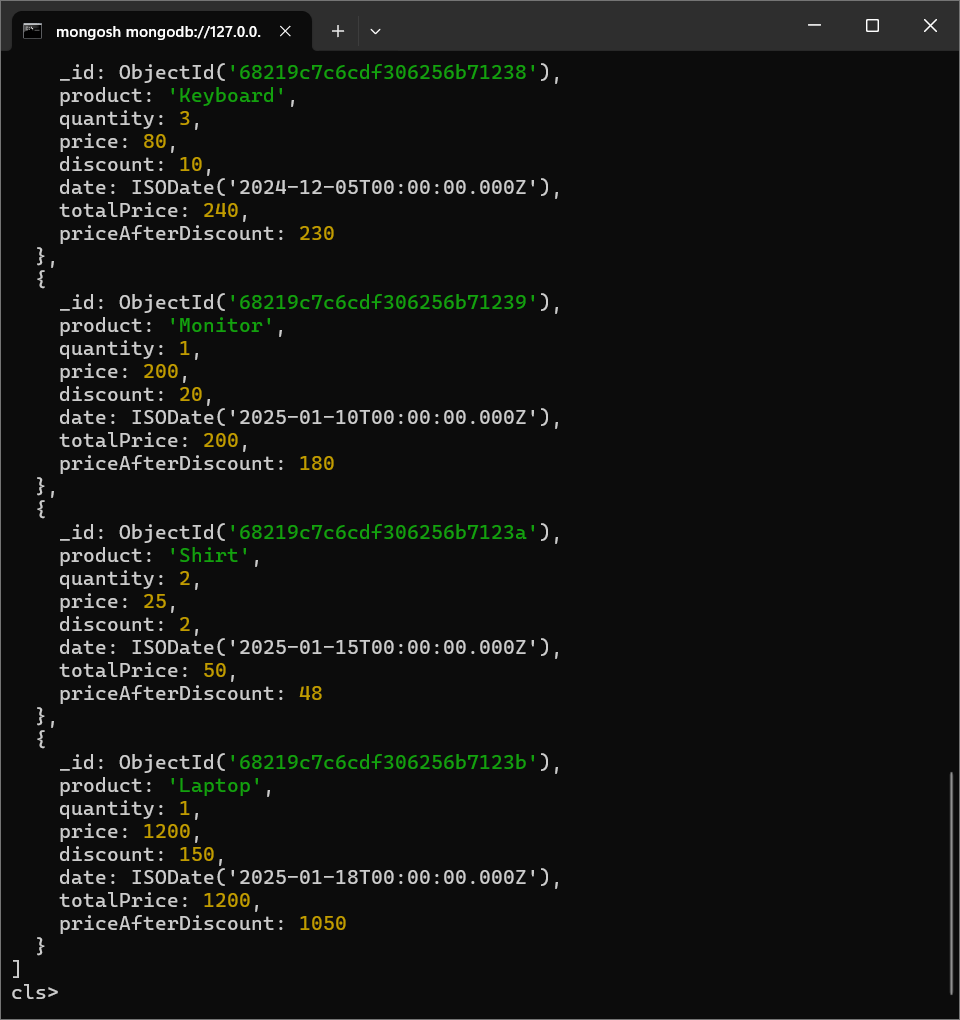 mongosh mongodb://127.0.0.
_id: ObjectId('68219c7c6cdf306256b71238'),
product: 'Keyboard',
quantity: 3,
price: 80,
discount: 10,
date: ISODate('2024-12-05T00:00:00.000Z'),
totalPrice: 240,
priceAfterDiscount: 230
},
{
_id: ObjectId('68219c7c6cdf306256b71239'),
product: 'Monitor',
quantity: 1,
price: 200,
discount: 20,
date: ISODate('2025-01-10T00:00:00.000Z'),
totalPrice: 200,
priceAfterDiscount: 180
},
{
_id: ObjectId('68219c7c6cdf306256b7123a'),
product: 'Shirt',
quantity: 2,
price: 25,
discount: 2,
date: ISODate('2025-01-15T00:00:00.000Z'),
totalPrice: 50,
priceAfterDiscount: 48
},
{
_id: ObjectId('68219c7c6cdf306256b7123b'),
product: 'Laptop',
quantity: 1,
price: 1200,
discount: 150,
date: ISODate('2025-01-18T00:00:00.000Z'),
totalPrice: 1200,
priceAfterDiscount: 1050
}
]
cls>